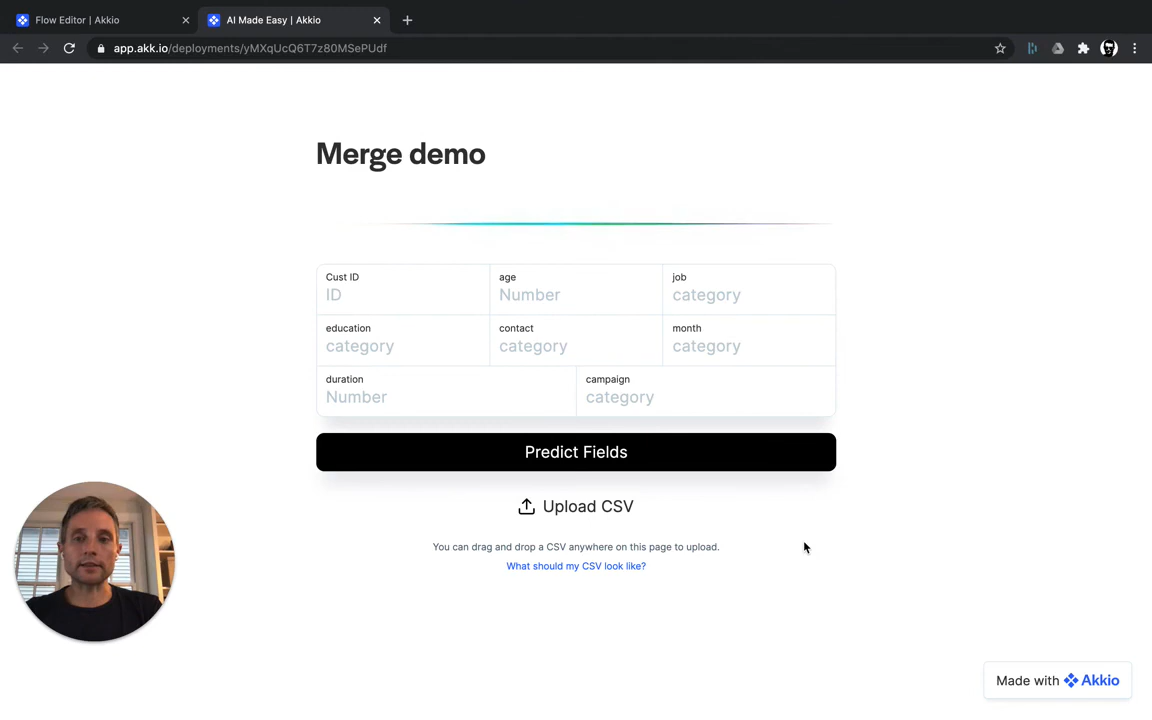 Flow Editor | Akkio
AI Made Easy | Akkio
app.akk.io/deployments/yMXqUcQ6T7z80MSePUdf
Merge demo
Cust ID
ID
age
Number
job
category
education
category
contact
category
month
category
duration
Number
campaign
category
Predict Fields
Upload CSV
You can drag and drop a CSV anywhere on this page to upload.
What should my CSV look like?
Made with Akkio